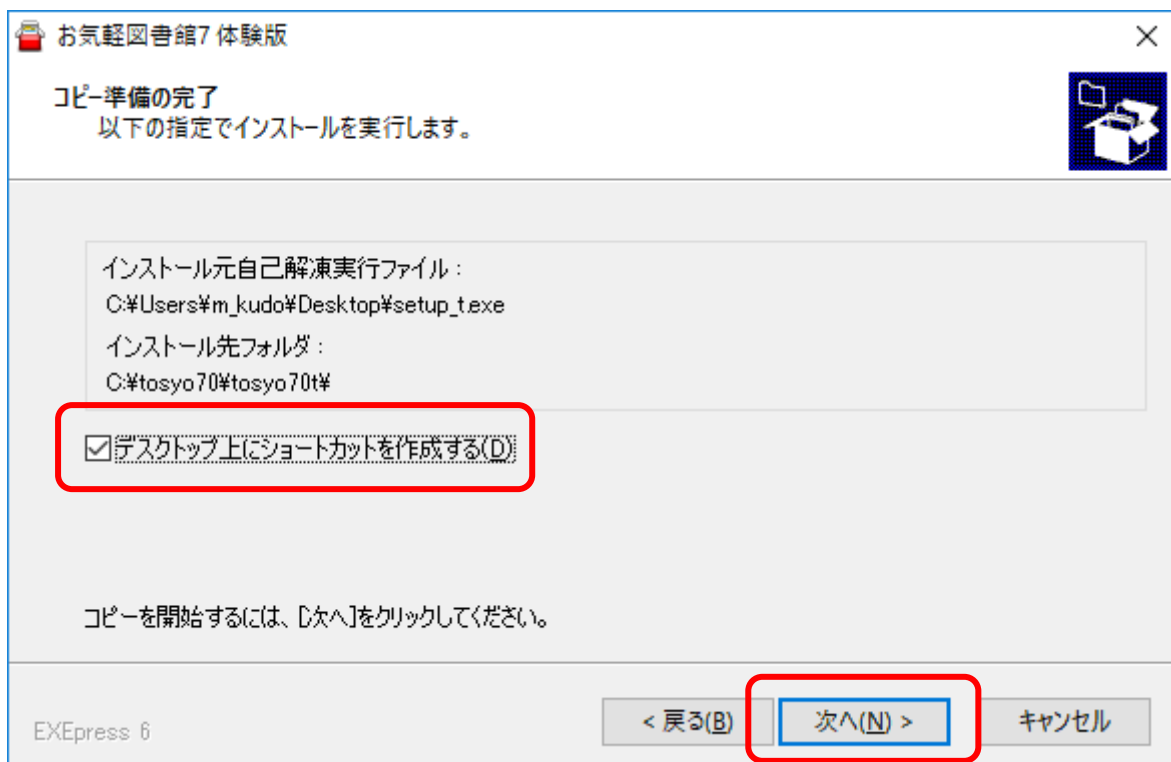 お気軽図書館7 体験版
コピー準備の完了
以下の指定でインストールを実行します。
インストール元自己解凍実行ファイル：
C:¥Users¥m_kudo¥Desktop¥setup_t.exe
インストール先フォルダ：
C:¥tosyo70¥tosyo70t¥
デスクトップ上にショートカットを作成する(D)
コピーを開始するには、[次へ]をクリックしてください。
EXEpress 6
< 戻る(B)
次へ(N) >
キャンセル